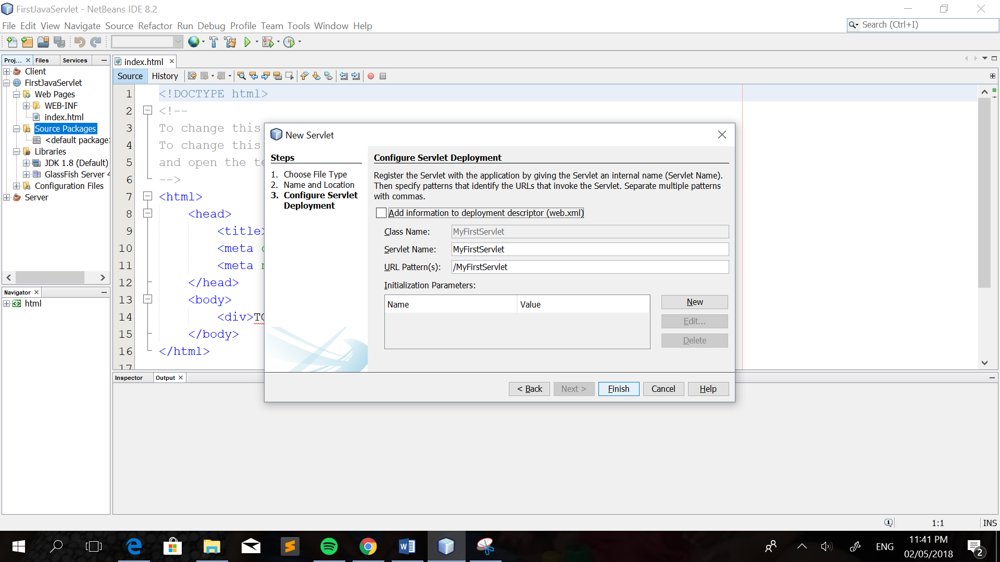 FirstJavaServlet - NetBeans IDE 8.2
File Edit View Navigate Source Refactor Run Debug Profile Team Tools Window Help
Search (Ctrl+I)
Proj... Files Services
Client
FirstJavaServlet
Web Pages
WEB-INF
index.html
Source Packages
<default package>
Libraries
JDK 1.8 (Default)
GlassFish Server 4
Configuration Files
Server
Navigator
html
index.html
Source History
1 <!DOCTYPE html>
2 <!--
3 To change this
4 To change this
5 and open the te
6 -->
7 <html>
8 <head>
9 <title>
10 <meta
11 <meta
12 </head>
13 <body>
14 <div>TO
15 </body>
16 </html>
17
Inspector Output
New Servlet
Steps
1. Choose File Type
2. Name and Location
3. Configure Servlet
Deployment
Configure Servlet Deployment
Register the Servlet with the application by giving the Servlet an internal name (Servlet Name).
Then specify patterns that identify the URLs that invoke the Servlet. Separate multiple patterns
with commas.
Add information to deployment descriptor (web.xml)
Class Name: MyFirstServlet
Servlet Name: MyFirstServlet
URL Pattern(s): /MyFirstServlet
Initialization Parameters:
Name Value
New
Edit...
Delete
< Back Next > Finish Cancel Help
1:1 INS
ENG
11:41 PM
02/05/2018
2